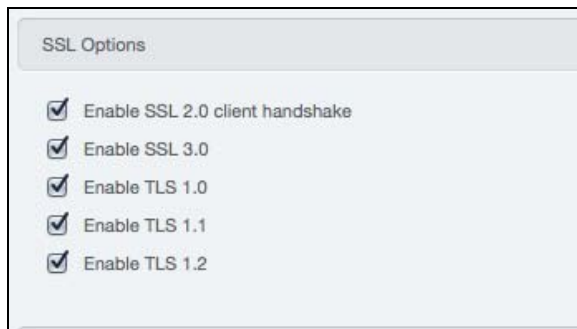 SSL Options
Enable SSL 2.0 client handshake
Enable SSL 3.0
Enable TLS 1.0
Enable TLS 1.1
Enable TLS 1.2